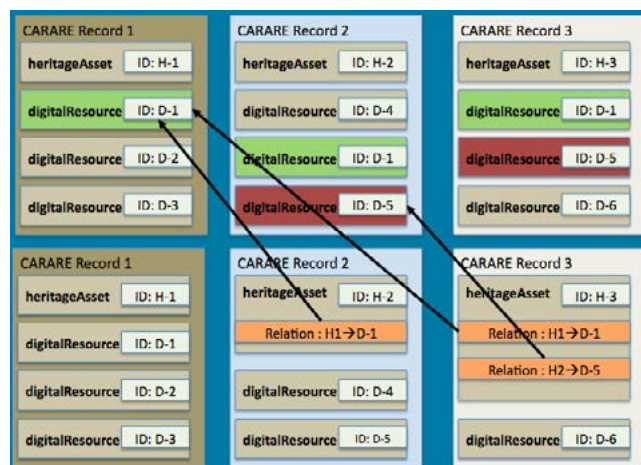 CARARE Record 1
heritageAsset ID: H-1
digitalResource ID: D-1
digitalResource ID: D-2
digitalResource ID: D-3
CARARE Record 2
heritageAsset ID: H-2
digitalResource ID: D-4
digitalResource ID: D-1
digitalResource ID: D-5
CARARE Record 3
heritageAsset ID: H-3
digitalResource ID: D-1
digitalResource ID: D-5
digitalResource ID: D-6
CARARE Record 1
heritageAsset ID: H-1
digitalResource ID: D-1
digitalResource ID: D-2
digitalResource ID: D-3
CARARE Record 2
heritageAsset ID: H-2
Relation : H1→D-1
digitalResource ID: D-4
digitalResource ID: D-5
CARARE Record 3
heritageAsset ID: H-3
Relation : H1→D-1
Relation : H2→D-5
digitalResource ID: D-6